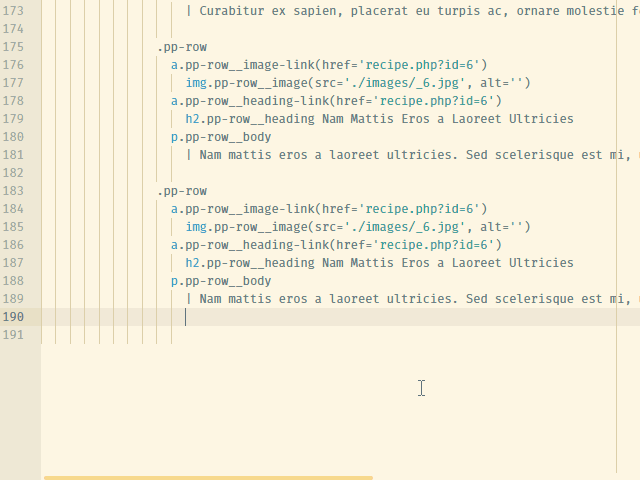 173 | Curabitur ex sapien, placerat eu turpis ac, ornare molestie
174
175 .pp-row
176 a.pp-row__image-link(href='recipe.php?id=6')
177 img.pp-row__image(src='./images/_6.jpg', alt='')
178 a.pp-row__heading-link(href='recipe.php?id=6')
179 h2.pp-row__heading Nam Mattis Eros a Laoreet Ultricies
180 p.pp-row__body
181 | Nam mattis eros a laoreet ultricies. Sed scelerisque est mi,
182
183 .pp-row
184 a.pp-row__image-link(href='recipe.php?id=6')
185 img.pp-row__image(src='./images/_6.jpg', alt='')
186 a.pp-row__heading-link(href='recipe.php?id=6')
187 h2.pp-row__heading Nam Mattis Eros a Laoreet Ultricies
188 p.pp-row__body
189 | Nam mattis eros a laoreet ultricies. Sed scelerisque est mi,
190
191